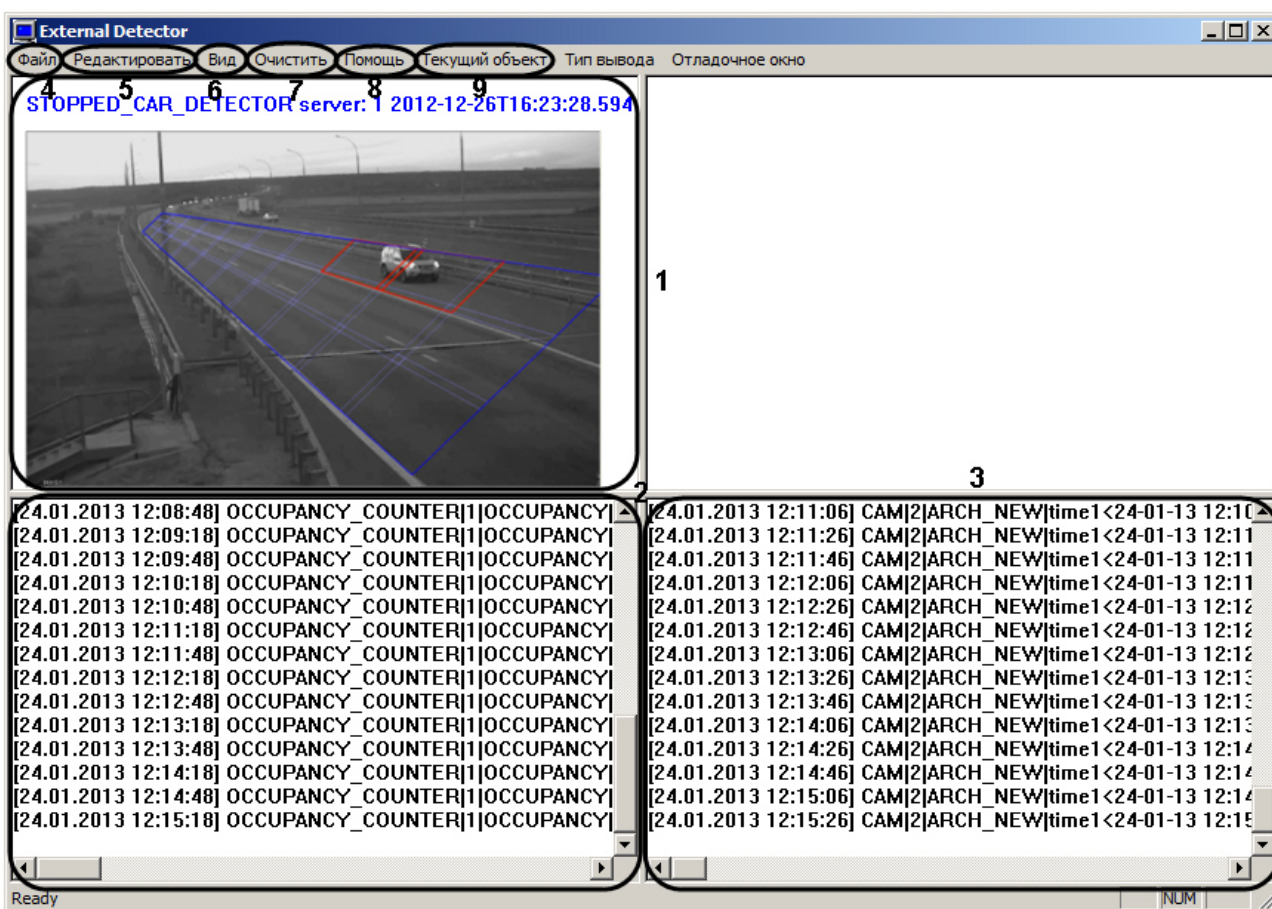 External Detector
Файл Редактировать Вид Очистить Помощь Текущий объект Тип вывода Отладочное окно
4 5 6 7 8 9
STOPPED_CAR_DETECTOR server: 1 2012-12-26T16:23:28.594
1
2
3
[24.01.2013 12:08:48] OCCUPANCY_COUNTER|1|OCCUPANCY|
[24.01.2013 12:09:18] OCCUPANCY_COUNTER|1|OCCUPANCY|
[24.01.2013 12:09:48] OCCUPANCY_COUNTER|1|OCCUPANCY|
[24.01.2013 12:10:18] OCCUPANCY_COUNTER|1|OCCUPANCY|
[24.01.2013 12:10:48] OCCUPANCY_COUNTER|1|OCCUPANCY|
[24.01.2013 12:11:18] OCCUPANCY_COUNTER|1|OCCUPANCY|
[24.01.2013 12:11:48] OCCUPANCY_COUNTER|1|OCCUPANCY|
[24.01.2013 12:12:18] OCCUPANCY_COUNTER|1|OCCUPANCY|
[24.01.2013 12:12:48] OCCUPANCY_COUNTER|1|OCCUPANCY|
[24.01.2013 12:13:18] OCCUPANCY_COUNTER|1|OCCUPANCY|
[24.01.2013 12:13:48] OCCUPANCY_COUNTER|1|OCCUPANCY|
[24.01.2013 12:14:18] OCCUPANCY_COUNTER|1|OCCUPANCY|
[24.01.2013 12:14:48] OCCUPANCY_COUNTER|1|OCCUPANCY|
[24.01.2013 12:15:18] OCCUPANCY_COUNTER|1|OCCUPANCY|
[24.01.2013 12:11:06] CAM|2|ARCH_NEW|time1<24-01-13 12:10
[24.01.2013 12:11:26] CAM|2|ARCH_NEW|time1<24-01-13 12:11
[24.01.2013 12:11:46] CAM|2|ARCH_NEW|time1<24-01-13 12:11
[24.01.2013 12:12:06] CAM|2|ARCH_NEW|time1<24-01-13 12:11
[24.01.2013 12:12:26] CAM|2|ARCH_NEW|time1<24-01-13 12:12
[24.01.2013 12:12:46] CAM|2|ARCH_NEW|time1<24-01-13 12:12
[24.01.2013 12:13:06] CAM|2|ARCH_NEW|time1<24-01-13 12:12
[24.01.2013 12:13:26] CAM|2|ARCH_NEW|time1<24-01-13 12:13
[24.01.2013 12:13:46] CAM|2|ARCH_NEW|time1<24-01-13 12:13
[24.01.2013 12:14:06] CAM|2|ARCH_NEW|time1<24-01-13 12:13
[24.01.2013 12:14:26] CAM|2|ARCH_NEW|time1<24-01-13 12:14
[24.01.2013 12:14:46] CAM|2|ARCH_NEW|time1<24-01-13 12:14
[24.01.2013 12:15:06] CAM|2|ARCH_NEW|time1<24-01-13 12:14
[24.01.2013 12:15:26] CAM|2|ARCH_NEW|time1<24-01-13 12:15
Ready NUM